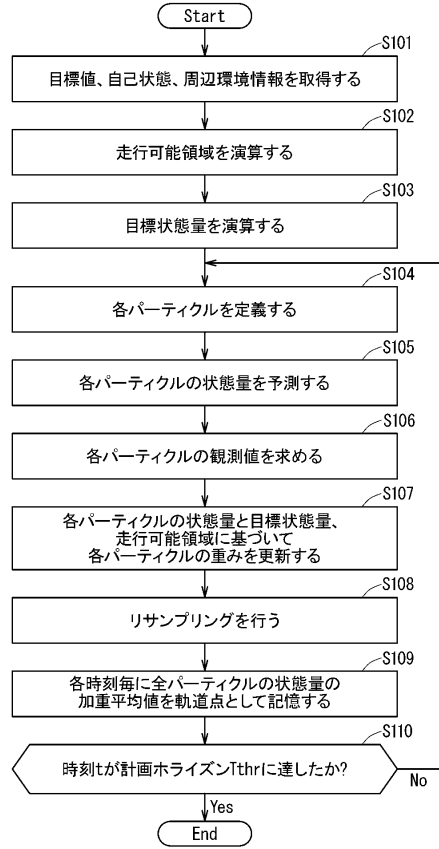 Start
S101
目標値、自己状態、周辺環境情報を取得する
S102
走行可能領域を演算する
S103
目標状態量を演算する
S104
各パーティクルを定義する
S105
各パーティクルの状態量を予測する
S106
各パーティクルの観測値を求める
S107
各パーティクルの状態量と目標状態量、
走行可能領域に基づいて
各パーティクルの重みを更新する
S108
リサンプリングを行う
S109
各時刻毎に全パーティクルの状態量の
加重平均値を軌道点として記憶する
S110
時刻tが計画ホライズンTthrに達したか?
No
Yes
End